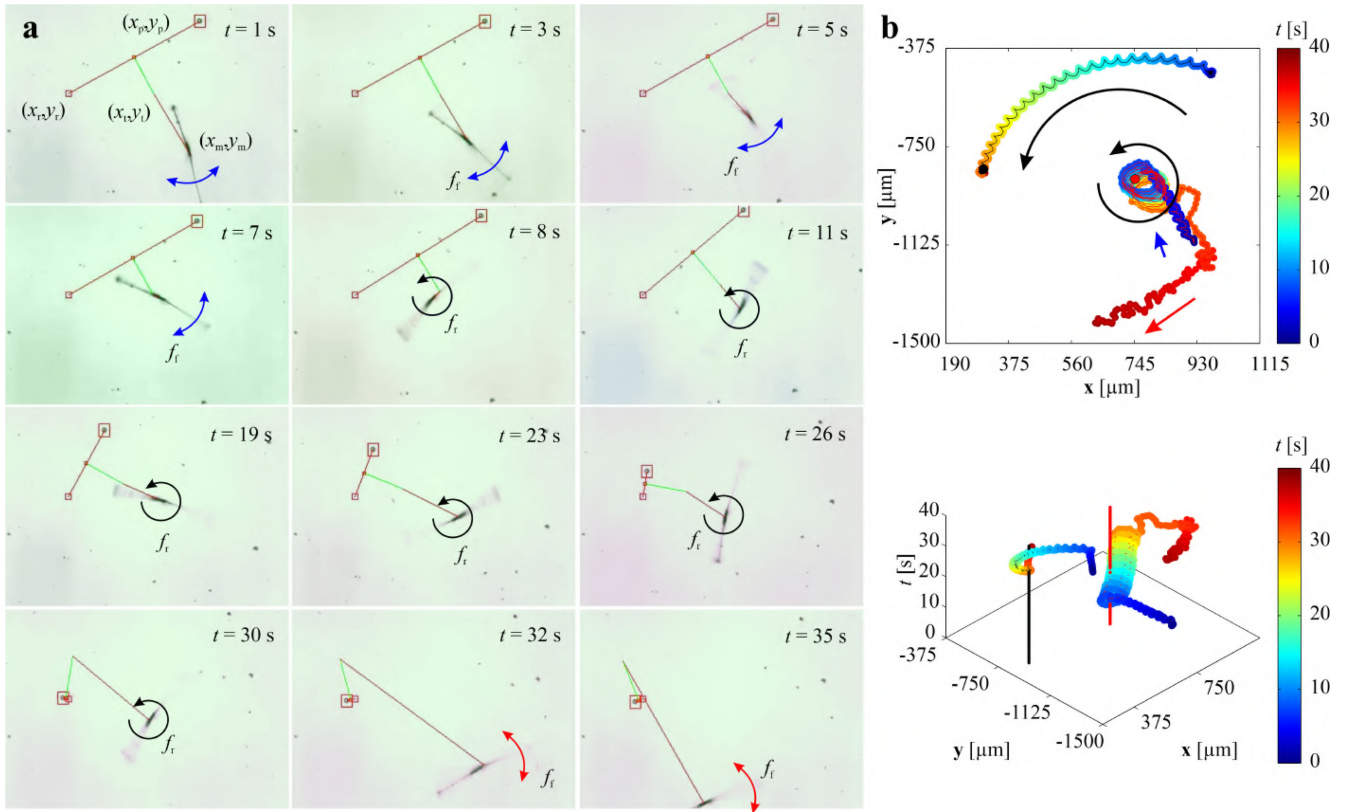 a
t = 1 s
(xp,yp)
(xr,yr)
(xt,yt)
(xm,ym)
t = 3 s
ff
t = 5 s
ff
t = 7 s
ff
t = 8 s
fr
t = 11 s
fr
t = 19 s
fr
t = 23 s
fr
t = 26 s
fr
t = 30 s
fr
t = 32 s
ff
t = 35 s
ff
b
t [s]
-375
-750
-1125
-1500
y [μm]
190 375 560 745 930 1115
x [μm]
40
30
20
10
0
t [s]
40
30
20
10
0
t [s]
40
30
20
10
0
-375
-750
-1125
-1500
y [μm]
375
750
x [μm]